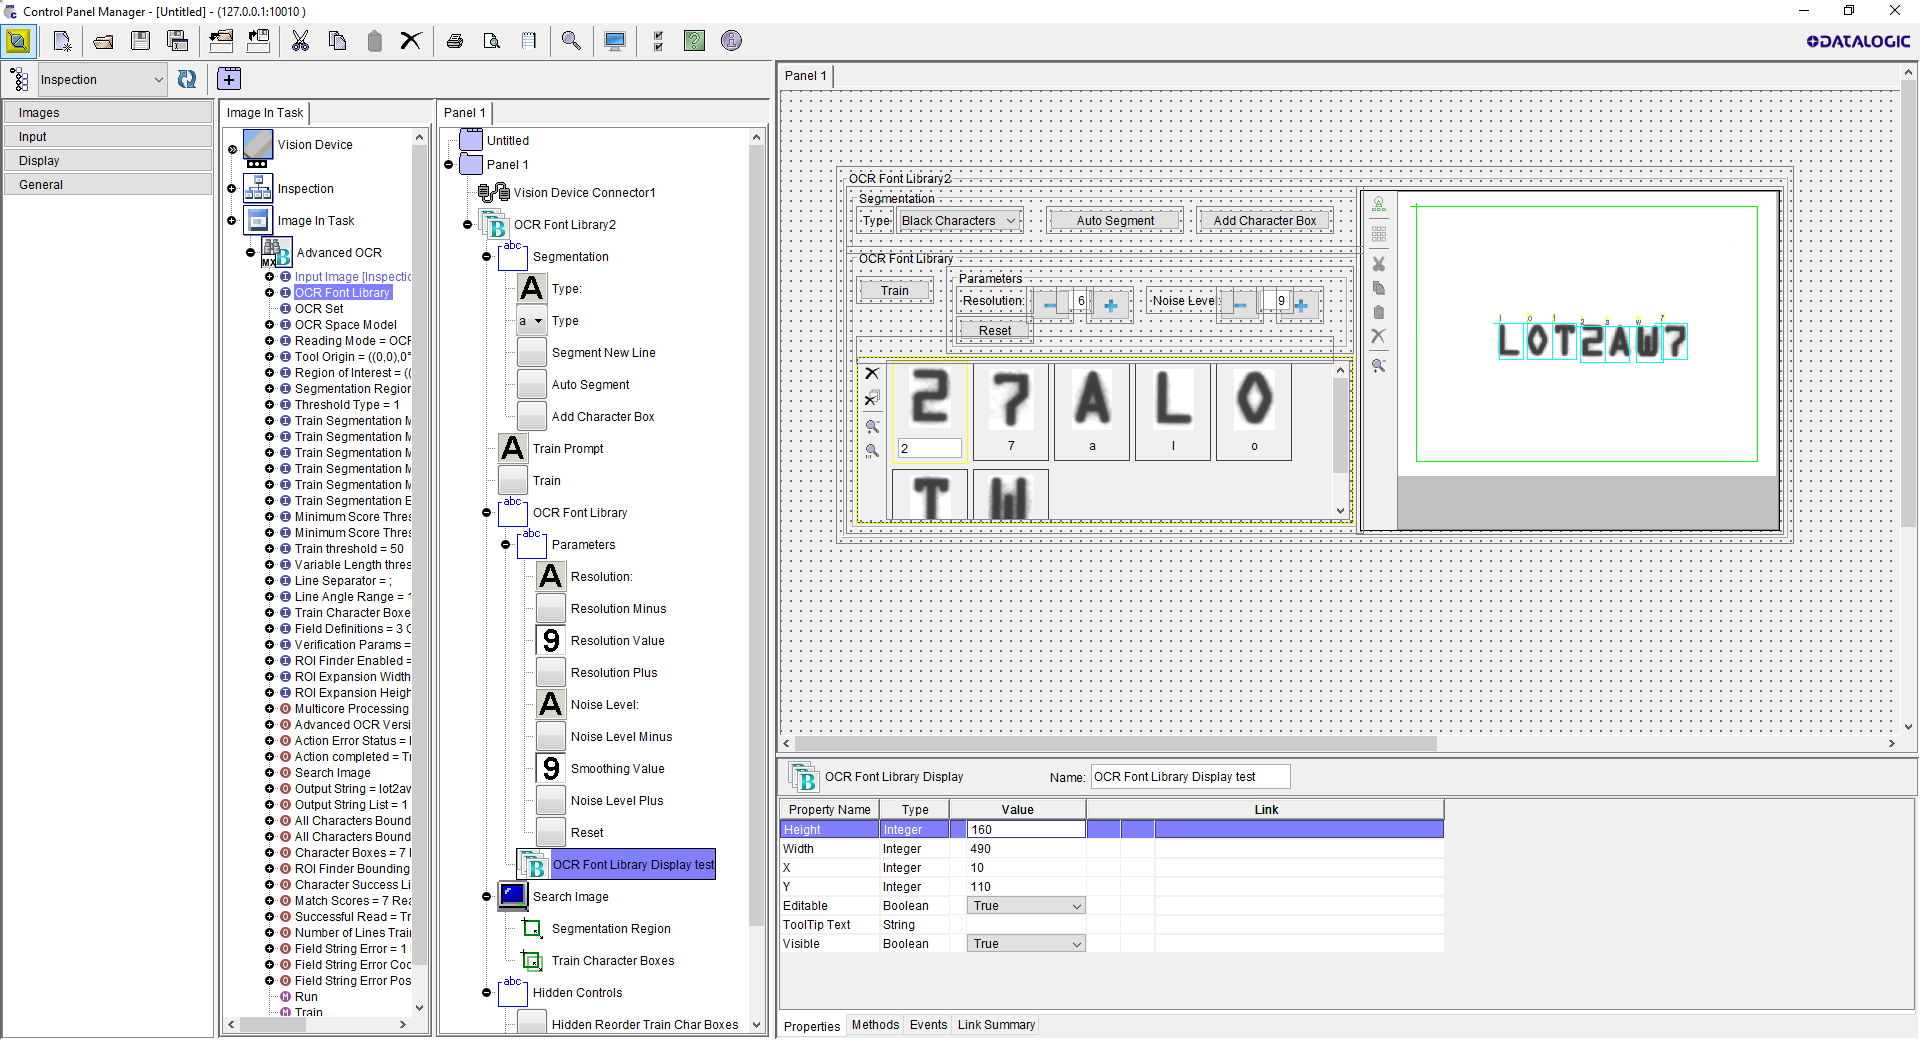 Control Panel Manager - [Untitled] - (127.0.0.1:10010 )
DATALOGIC
Inspection
Images
Input
Display
General
Image In Task
Vision Device
Inspection
Image In Task
Advanced OCR
Input Image [Inspectic
OCR Font Library
OCR Set
OCR Space Model
Reading Mode = OCF
Tool Origin = ((0,0),0°
Region of Interest = ((
Segmentation Region
Threshold Type = 1
Train Segmentation M
Train Segmentation M
Train Segmentation M
Train Segmentation M
Train Segmentation M
Train Segmentation E
Minimum Score Thres
Minimum Score Thres
Train threshold = 50
Variable Length thres
Line Separator = ;
Line Angle Range = 1
Train Character Boxe
Field Definitions = 3 C
Verification Params =
ROI Finder Enabled =
ROI Expansion Width
ROI Expansion Heigh
Multicore Processing
Advanced OCR Versi
Action Error Status = I
Action completed = Tr
Search Image
Output String = lot2aw
Output String List = 1
All Characters Bound
All Characters Bound
Character Boxes = 7 I
ROI Finder Bounding
Character Success Li
Match Scores = 7 Rea
Successful Read = Tr
Number of Lines Trai
Field String Error = 1
Field String Error Coc
Field String Error Pos
Run
Train
Panel 1
Untitled
Panel 1
Vision Device Connector1
OCR Font Library2
Segmentation
Type:
Type
Segment New Line
Auto Segment
Add Character Box
Train Prompt
Train
OCR Font Library
Parameters
Resolution:
Resolution Minus
Resolution Value
Resolution Plus
Noise Level:
Noise Level Minus
Smoothing Value
Noise Level Plus
Reset
OCR Font Library Display test
Search Image
Segmentation Region
Train Character Boxes
Hidden Controls
Hidden Reorder Train Char Boxes
Panel 1
OCR Font Library2
Segmentation
Type Black Characters Auto Segment Add Character Box
OCR Font Library
Train
Parameters
Resolution: 6 Noise Level: 9
Reset
2 7 A L O
2 7 a l o
T W
LOT2AW7
OCR Font Library Display Name: OCR Font Library Display test
Property Name Type Value Link
Height Integer 160
Width Integer 490
X Integer 10
Y Integer 110
Editable Boolean True
ToolTip Text String
Visible Boolean True
Properties Methods Events Link Summary